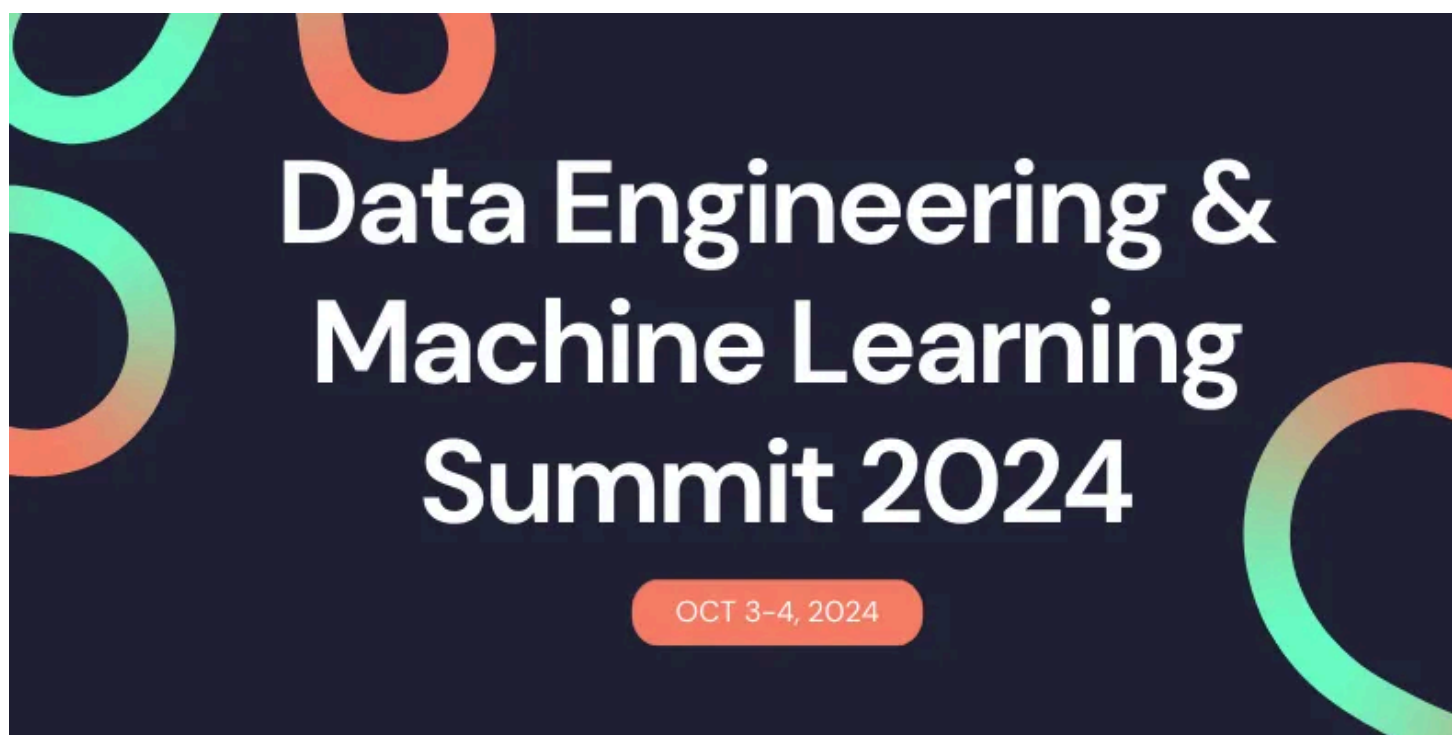 Data Engineering &
Machine Learning
Summit 2024
OCT 3-4, 2024